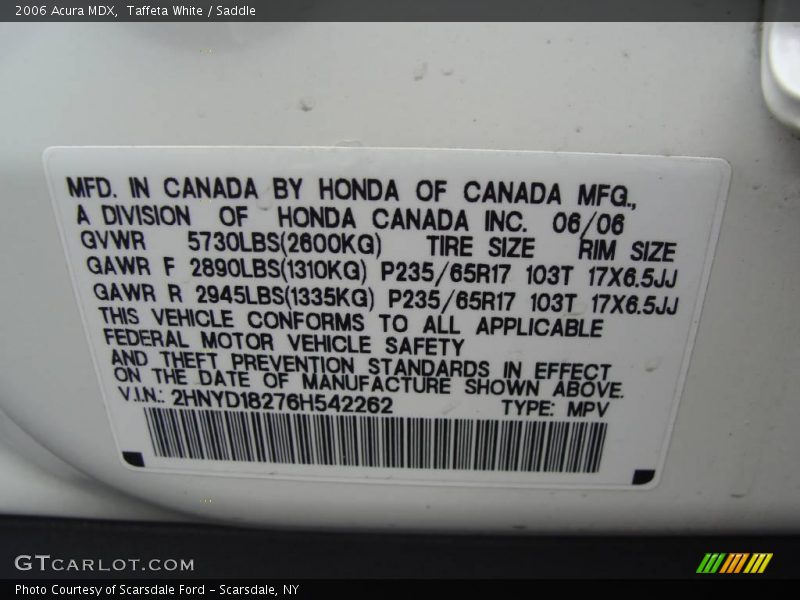 2006 Acura MDX,  Taffeta White / Saddle
MFD. IN CANADA BY HONDA OF CANADA MFG.,
A DIVISION OF HONDA CANADA INC. 06/06
GVWR 5730LBS(2600KG) TIRE SIZE RIM SIZE
GAWR F 2890LBS(1310KG) P235/65R17 103T 17X6.5JJ
GAWR R 2945LBS(1335KG) P235/65R17 103T 17X6.5JJ
THIS VEHICLE CONFORMS TO ALL APPLICABLE
FEDERAL MOTOR VEHICLE SAFETY
AND THEFT PREVENTION STANDARDS IN EFFECT
ON THE DATE OF MANUFACTURE SHOWN ABOVE.
V.I.N.: 2HNYD18276H542262 TYPE: MPV
GTCARLOT.COM
Photo Courtesy of Scarsdale Ford - Scarsdale, NY